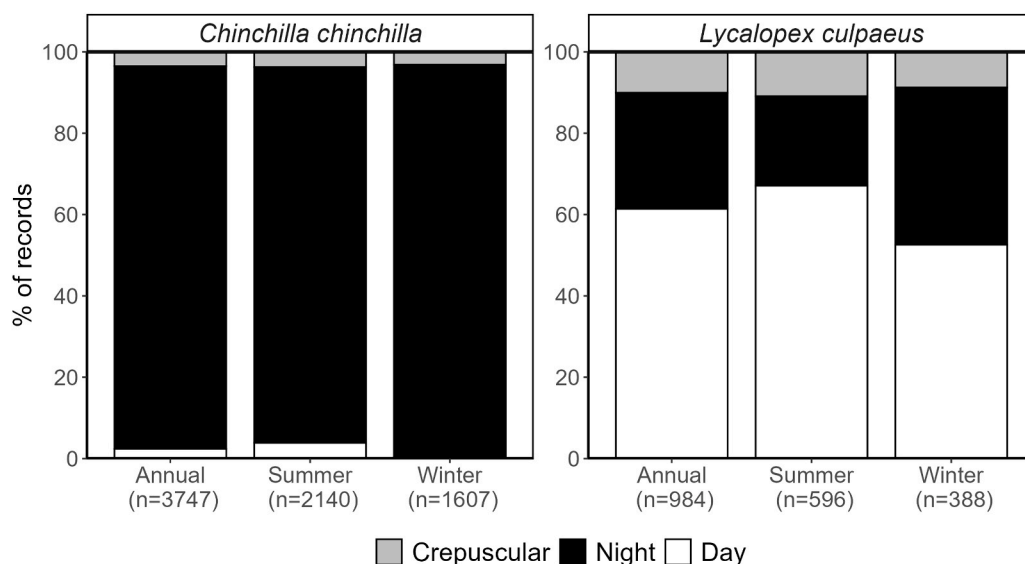 Chinchilla chinchilla
Lycalopex culpaeus
% of records
100
80
60
40
20
0
100
80
60
40
20
0
Annual
(n=3747)
Summer
(n=2140)
Winter
(n=1607)
Annual
(n=984)
Summer
(n=596)
Winter
(n=388)
Crepuscular Night Day